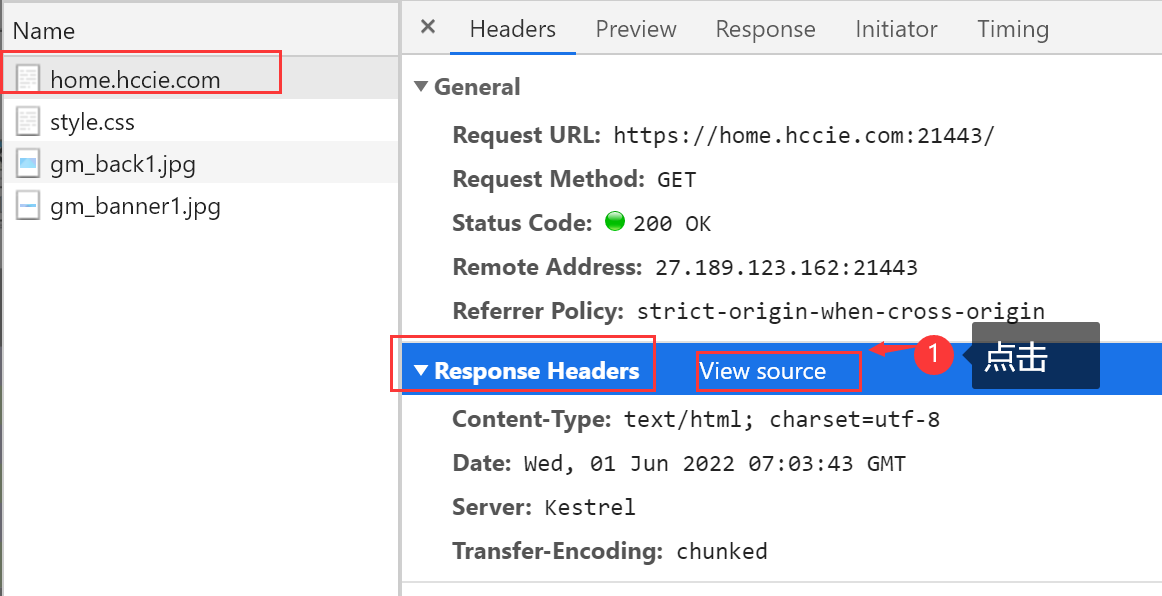 Name
home.hccie.com
style.css
gm_back1.jpg
gm_banner1.jpg
× Headers Preview Response Initiator Timing
▼ General
Request URL: https://home.hccie.com:21443/
Request Method: GET
Status Code: 200 OK
Remote Address: 27.189.123.162:21443
Referrer Policy: strict-origin-when-cross-origin
▼ Response Headers View source 1 点击
Content-Type: text/html; charset=utf-8
Date: Wed, 01 Jun 2022 07:03:43 GMT
Server: Kestrel
Transfer-Encoding: chunked